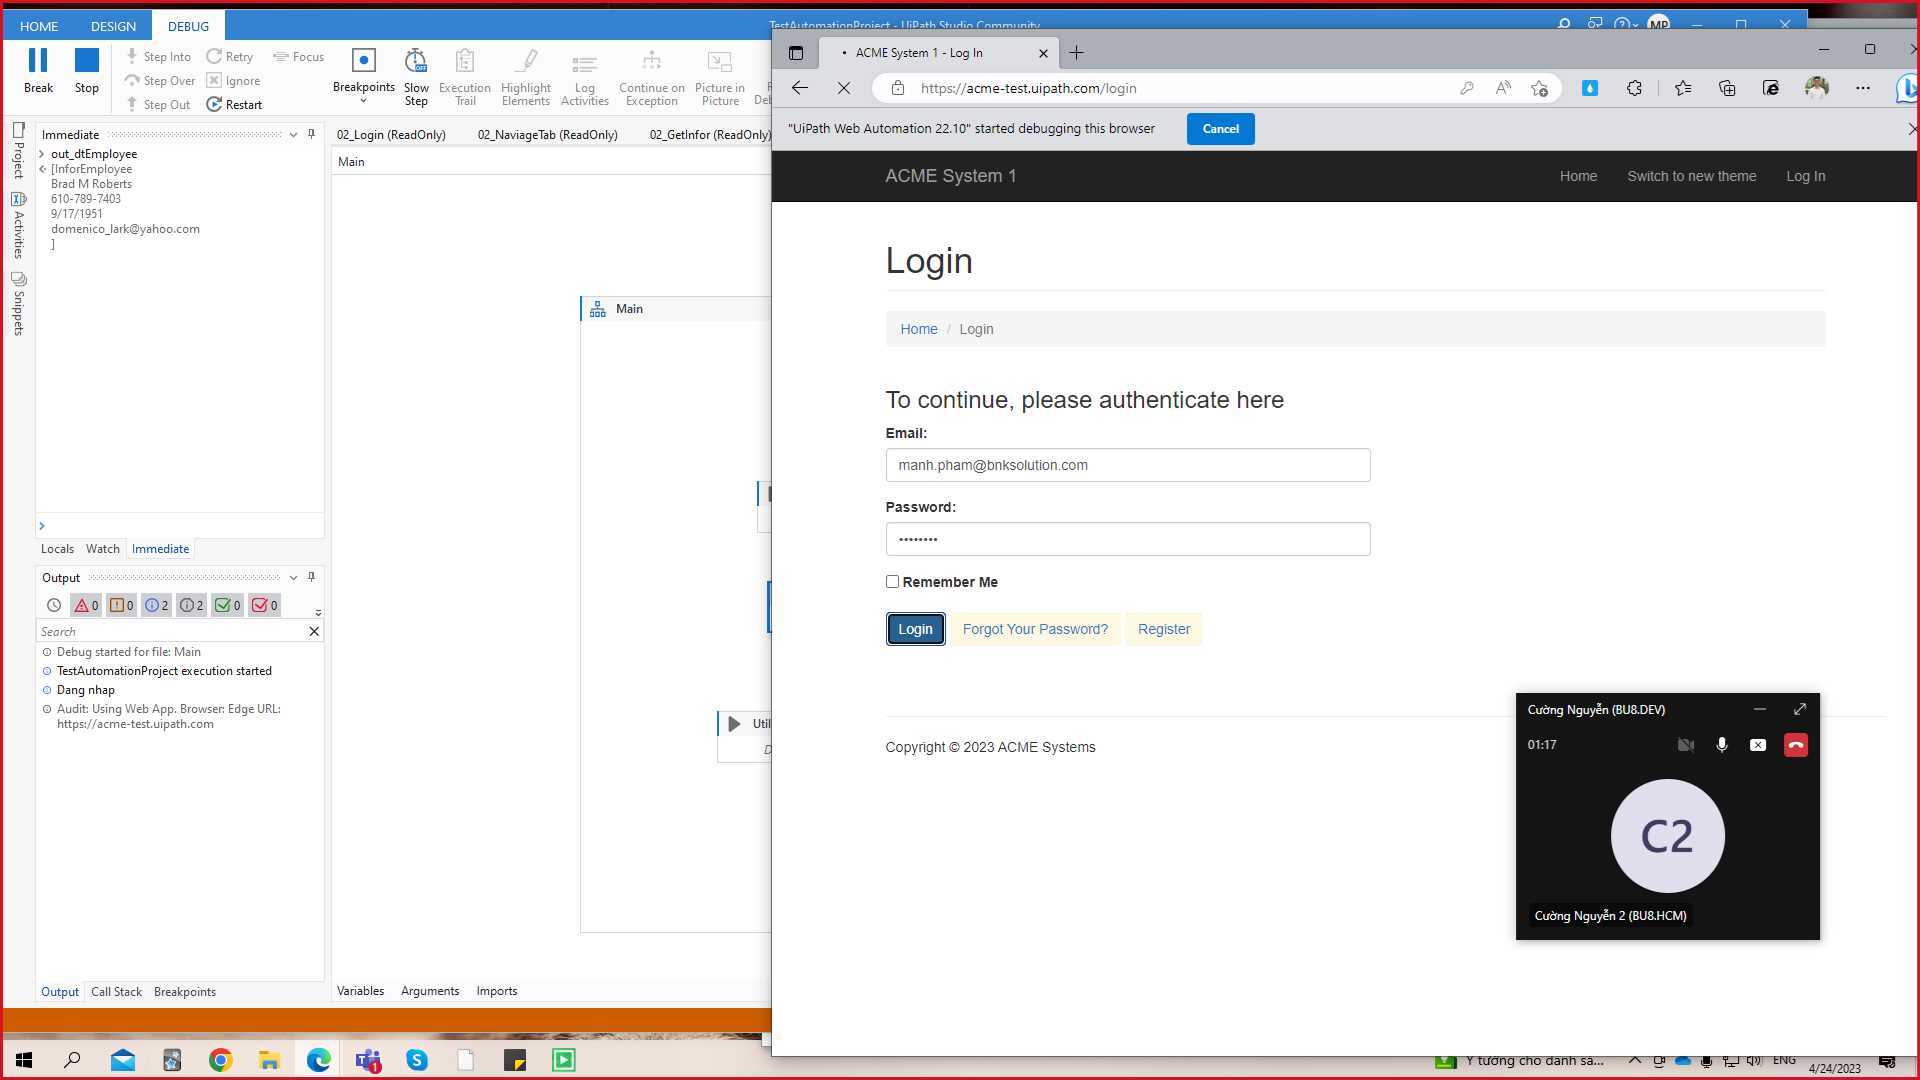 HOME DESIGN DEBUG
TestAutomationProject - UiPath Studio Community
MP
Break
Stop
Step Into
Step Over
Step Out
Retry
Ignore
Restart
Focus
Breakpoints
Slow Step
Execution Trail
Highlight Elements
Log Activities
Continue on Exception
Picture in Picture
Project
Activities
Snippets
Immediate
out_dtEmployee
[InforEmployee
Brad M Roberts
610-789-7403
9/17/1951
domenico_lark@yahoo.com
]
Locals Watch Immediate
02_Login (ReadOnly) 02_NaviageTab (ReadOnly) 02_GetInfor (ReadOnly)
Main
Main
Util
Output
0 0 2 2 0 0
Search
Debug started for file: Main
TestAutomationProject execution started
Dang nhap
Audit: Using Web App. Browser: Edge URL:
https://acme-test.uipath.com
Output Call Stack Breakpoints
Variables Arguments Imports
ACME System 1 - Log In
https://acme-test.uipath.com/login
"UiPath Web Automation 22.10" started debugging this browser
Cancel
ACME System 1
Home Switch to new theme Log In
Login
Home / Login
To continue, please authenticate here
Email:
manh.pham@bnksolution.com
Password:
••••••••
Remember Me
Login Forgot Your Password? Register
Copyright © 2023 ACME Systems
Cường Nguyễn (BU8.DEV)
01:17
C2
Cường Nguyễn 2 (BU8.HCM)
1
Ý tưởng cho danh sá...
ENG
4/24/2023